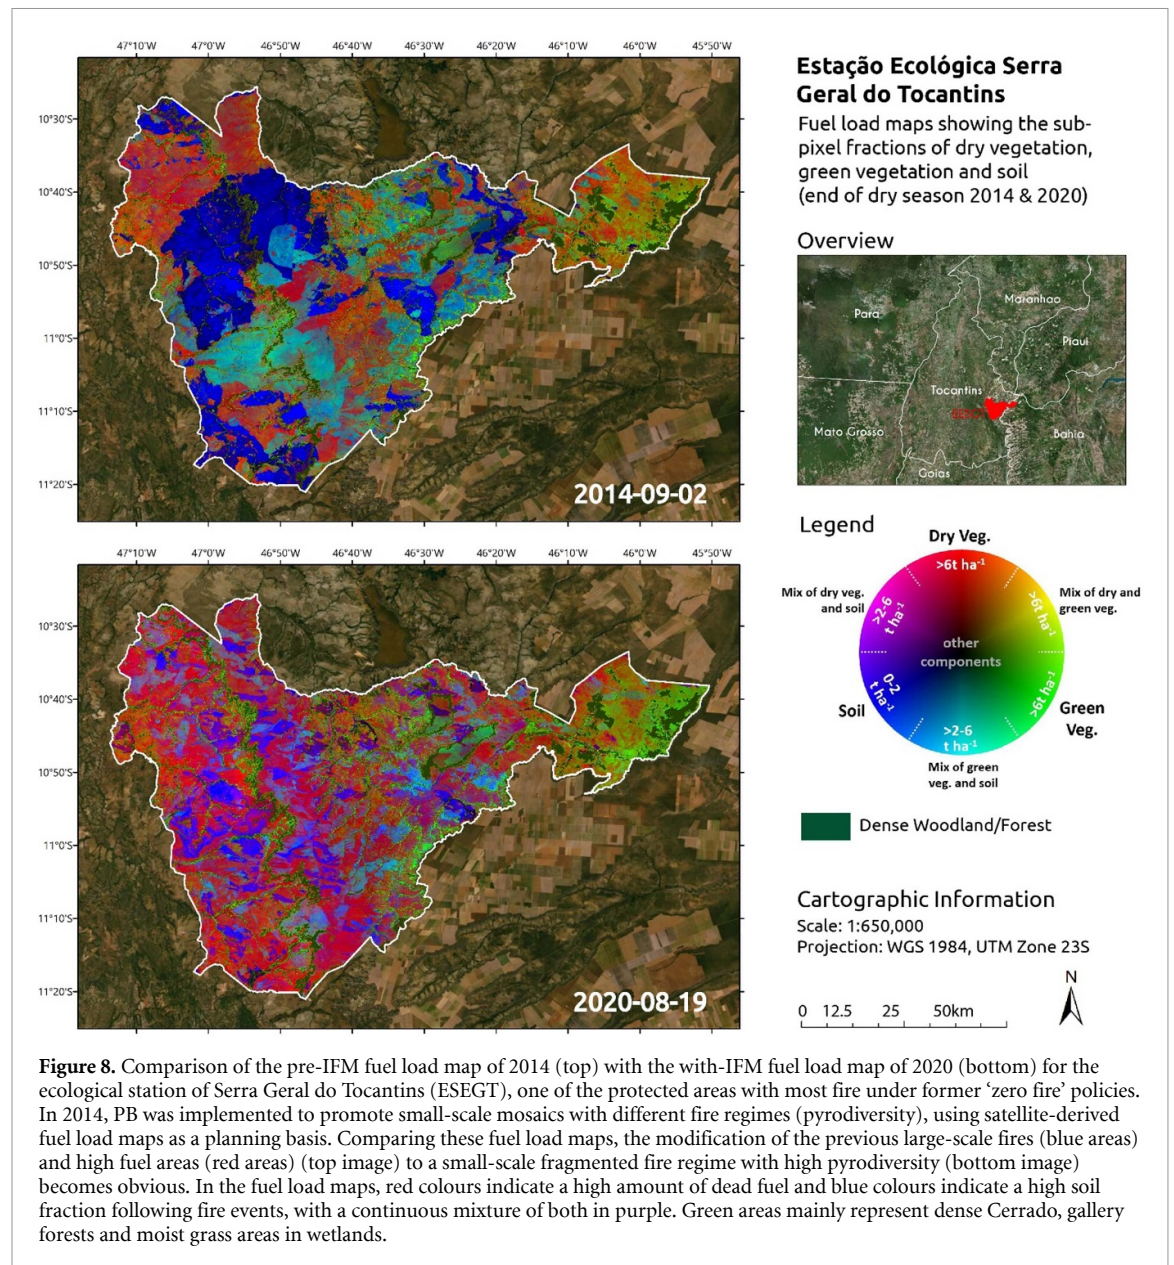 47°10'W 47°0'W 46°50'W 46°40'W 46°30'W 46°20'W 46°10'W 46°0'W 45°50'W
10°30'S
10°40'S
10°50'S
11°0'S
11°10'S
11°20'S
2014-09-02
47°10'W 47°0'W 46°50'W 46°40'W 46°30'W 46°20'W 46°10'W 46°0'W 45°50'W
10°30'S
10°40'S
10°50'S
11°0'S
11°10'S
11°20'S
2020-08-19
Estação Ecológica Serra
Geral do Tocantins
Fuel load maps showing the sub-
pixel fractions of dry vegetation,
green vegetation and soil
(end of dry season 2014 & 2020)
Overview
Maranhao
Para
Piaui
Tocantins
Mato Grosso
Bahia
Goias
Legend
Dry Veg.
>6t ha⁻¹
Mix of dry veg.
and soil
>2-6
t ha⁻¹
Mix of dry and
green veg.
>6t ha⁻¹
other
components
Soil
0-2
t ha⁻¹
Green
Veg.
>6t ha⁻¹
>2-6
t ha⁻¹
Mix of green
veg. and soil
Dense Woodland/Forest
Cartographic Information
Scale: 1:650,000
Projection: WGS 1984, UTM Zone 23S
N
0 12.5 25 50km
Figure 8. Comparison of the pre-IFM fuel load map of 2014 (top) with the with-IFM fuel load map of 2020 (bottom) for the
ecological station of Serra Geral do Tocantins (ESEGT), one of the protected areas with most fire under former ‘zero fire’ policies.
In 2014, PB was implemented to promote small-scale mosaics with different fire regimes (pyrodiversity), using satellite-derived
fuel load maps as a planning basis. Comparing these fuel load maps, the modification of the previous large-scale fires (blue areas)
and high fuel areas (red areas) (top image) to a small-scale fragmented fire regime with high pyrodiversity (bottom image)
becomes obvious. In the fuel load maps, red colours indicate a high amount of dead fuel and blue colours indicate a high soil
fraction following fire events, with a continuous mixture of both in purple. Green areas mainly represent dense Cerrado, gallery
forests and moist grass areas in wetlands.